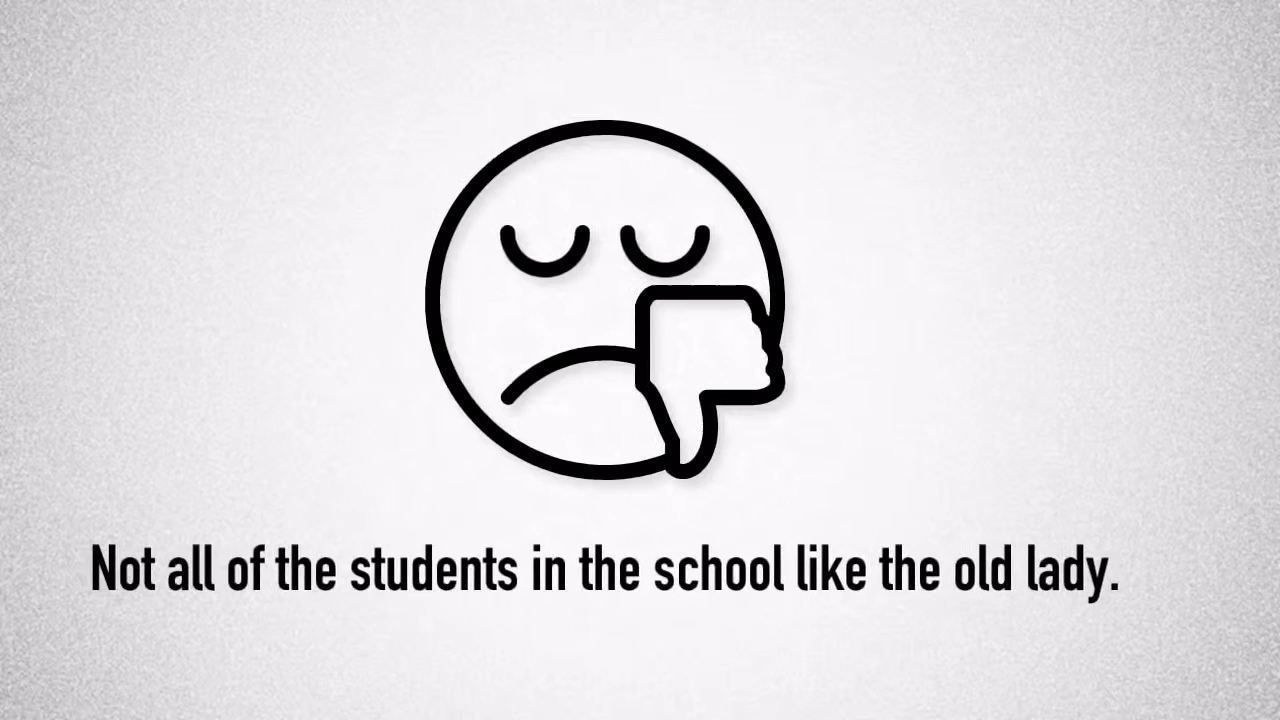 Not all of the students in the school like the old lady.